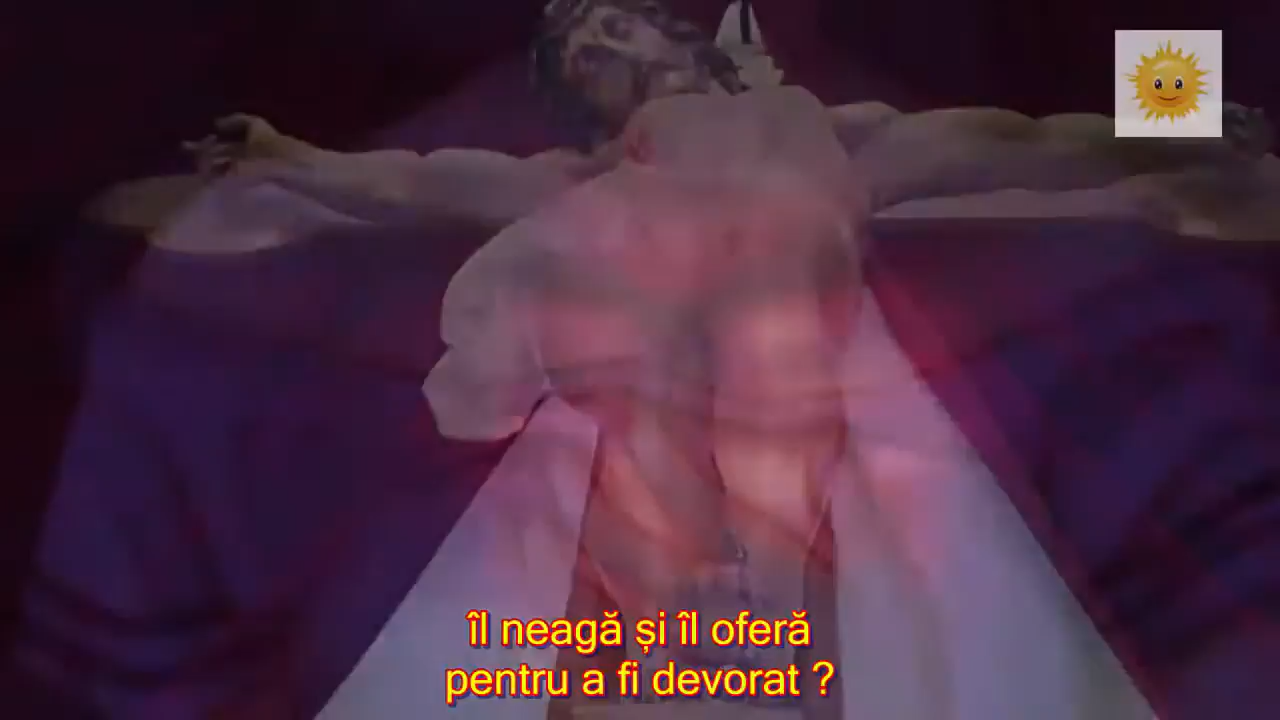 îl neagă și îl oferă
pentru a fi devorat ?